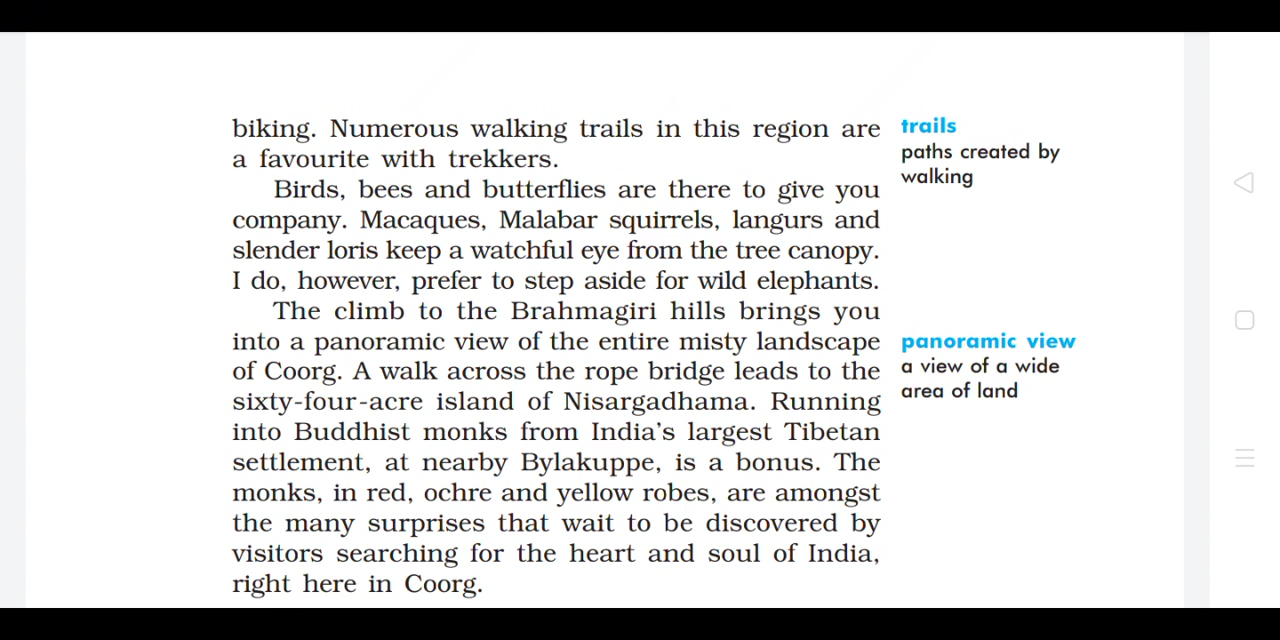 biking. Numerous walking trails in this region are
a favourite with trekkers.
Birds, bees and butterflies are there to give you
company. Macaques, Malabar squirrels, langurs and
slender loris keep a watchful eye from the tree canopy.
I do, however, prefer to step aside for wild elephants.
The climb to the Brahmagiri hills brings you
into a panoramic view of the entire misty landscape
of Coorg. A walk across the rope bridge leads to the
sixty-four-acre island of Nisargadhama. Running
into Buddhist monks from India's largest Tibetan
settlement, at nearby Bylakuppe, is a bonus. The
monks, in red, ochre and yellow robes, are amongst
the many surprises that wait to be discovered by
visitors searching for the heart and soul of India,
right here in Coorg.
trails
paths created by
walking
panoramic view
a view of a wide
area of land